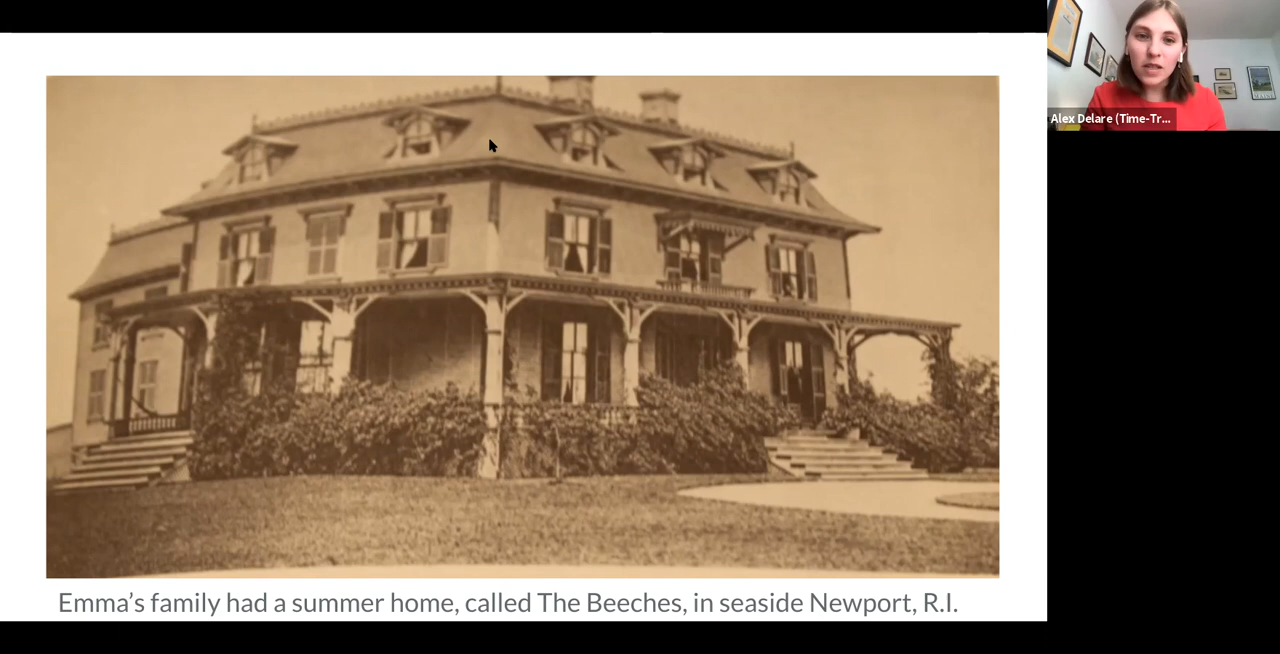 Alex Delare (Time-Tr...
Emma’s family had a summer home, called The Beeches, in seaside Newport, R.I.